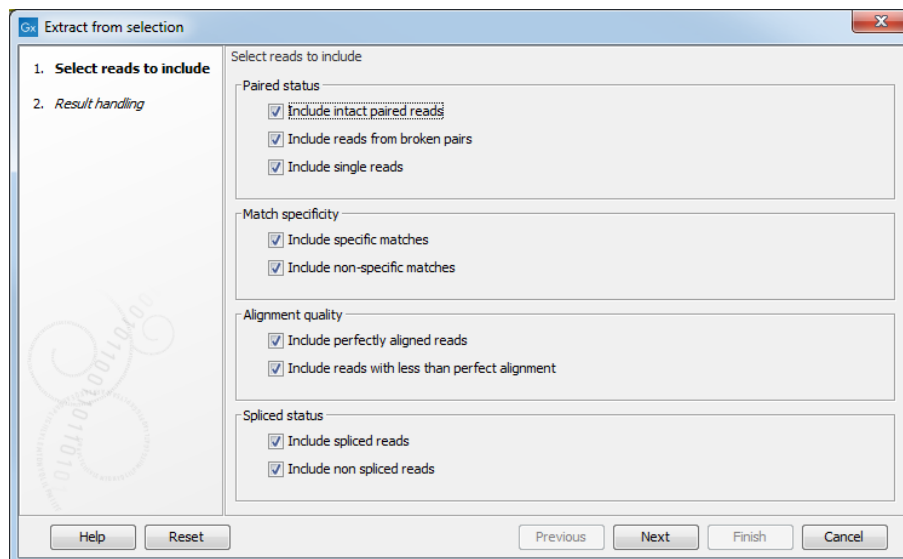 Gx Extract from selection
1. Select reads to include
2. Result handling
Select reads to include
Paired status
Include intact paired reads
Include reads from broken pairs
Include single reads
Match specificity
Include specific matches
Include non-specific matches
Alignment quality
Include perfectly aligned reads
Include reads with less than perfect alignment
Spliced status
Include spliced reads
Include non spliced reads
Help Reset Previous Next Finish Cancel